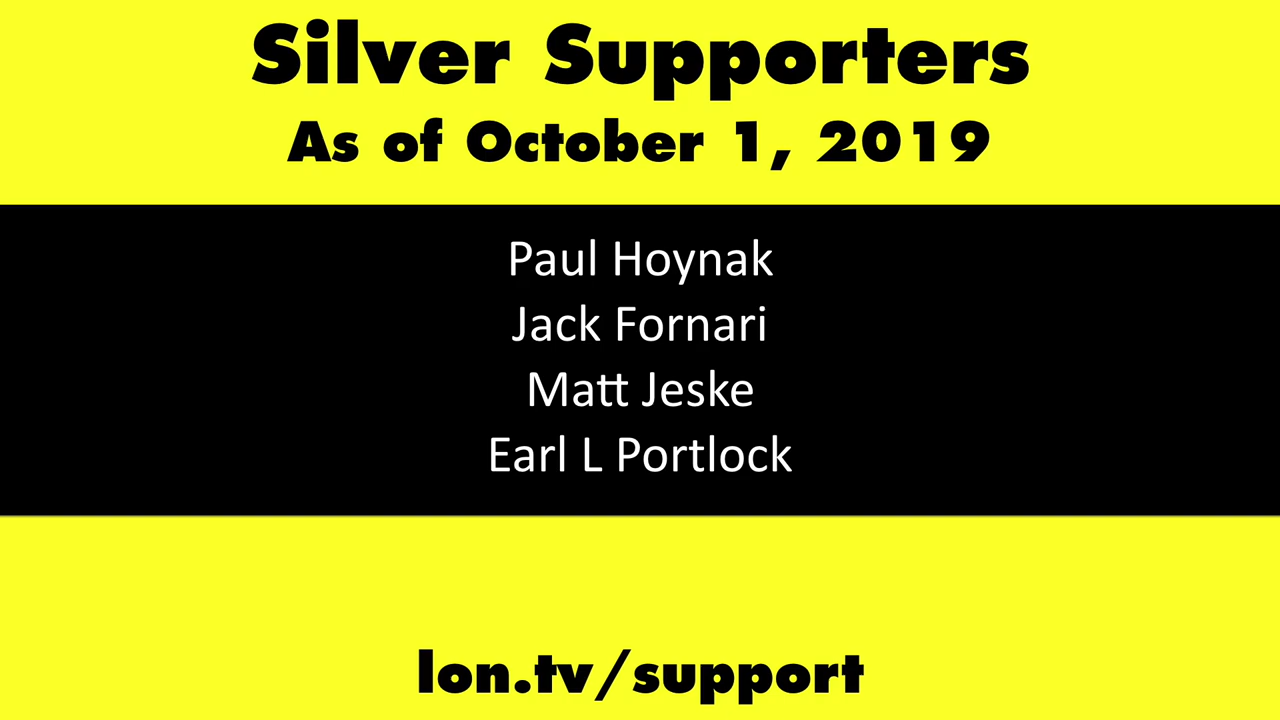 Silver Supporters
As of October 1, 2019
Paul Hoynak
Jack Fornari
Matt Jeske
Earl L Portlock
lon.tv/support